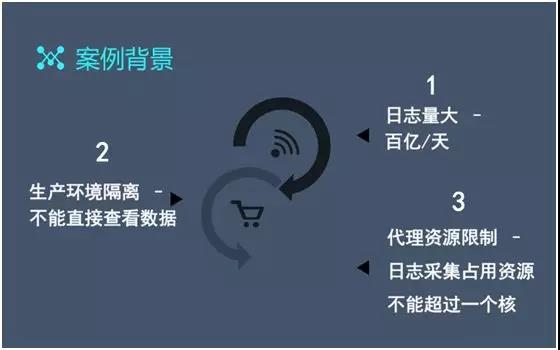 案例背景
1
日志量大 -
百亿/天
2
生产环境隔离 -
不能直接查看数据
3
代理资源限制 -
日志采集占用资源
不能超过一个核